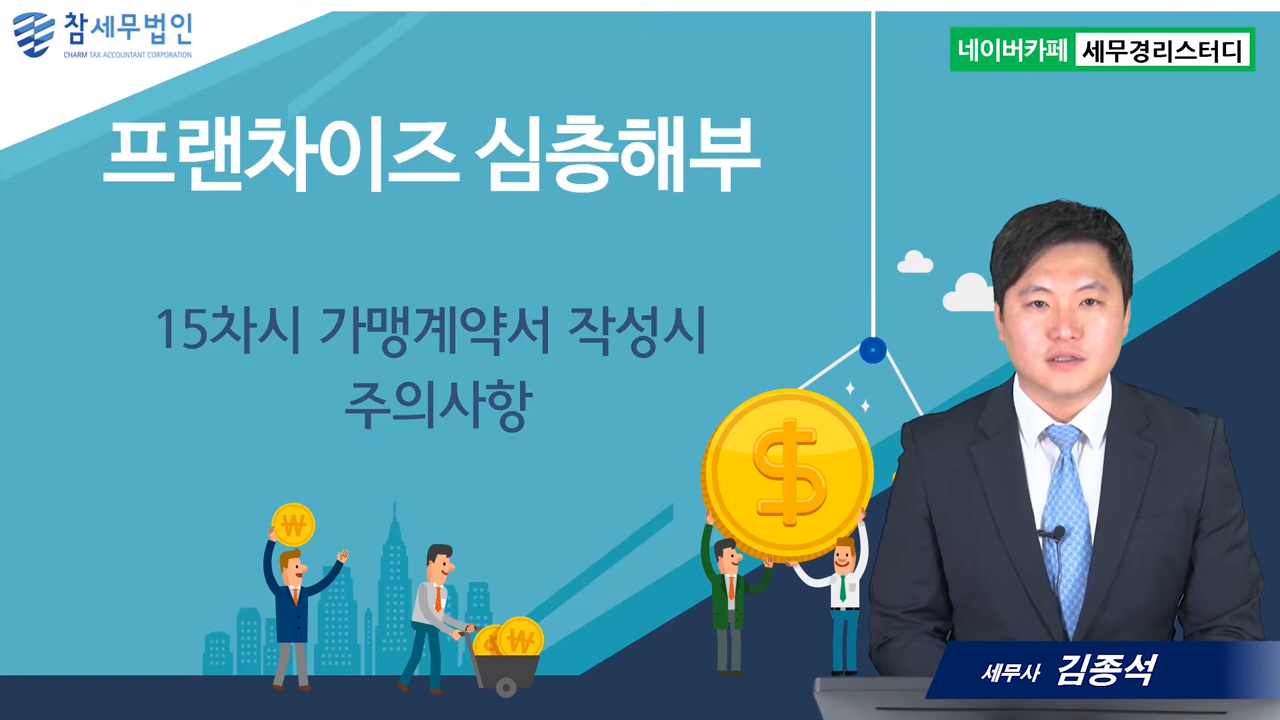 참세무법인
CHARM TAX ACCOUNTANT CORPORATION
네이버카페 세무경리스터디
프랜차이즈 심층해부
15차시 가맹계약서 작성시
주의사항
세무사 김종석